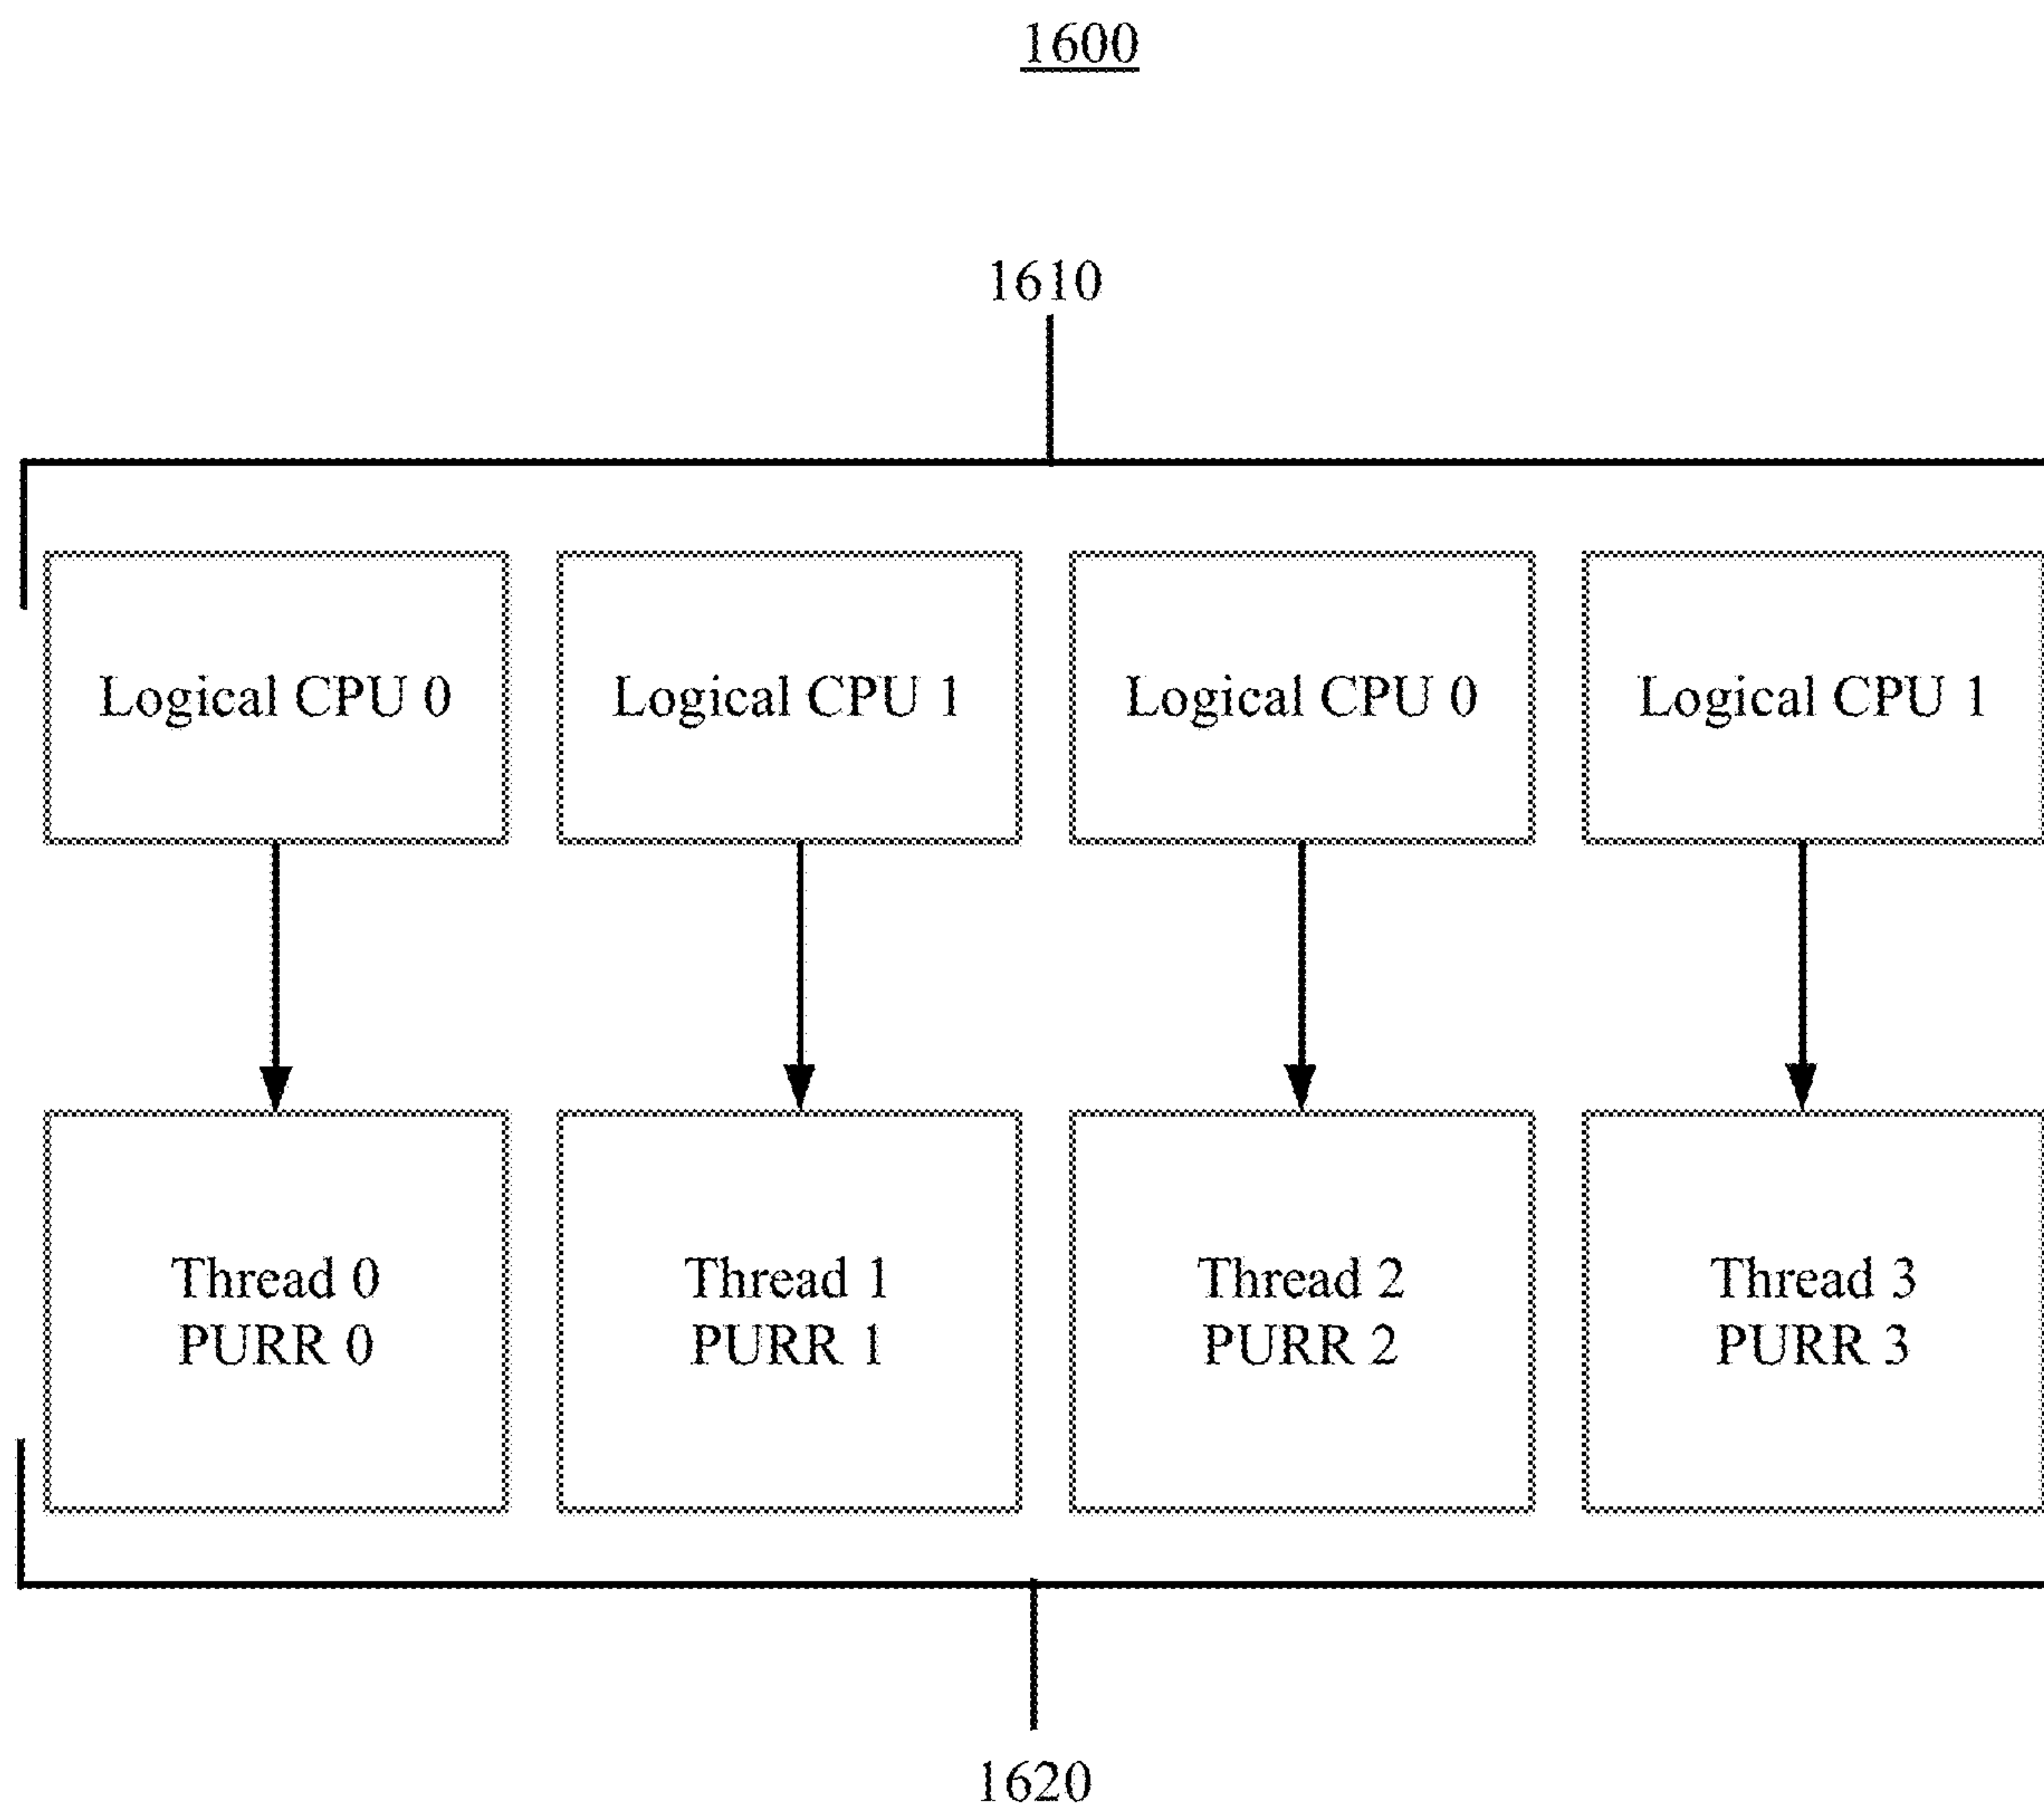 1600
1610
Logical CPU 0
Logical CPU 1
Logical CPU 0
Logical CPU 1
Thread 0
PURR 0
Thread 1
PURR 1
Thread 2
PURR 2
Thread 3
PURR 3
1620